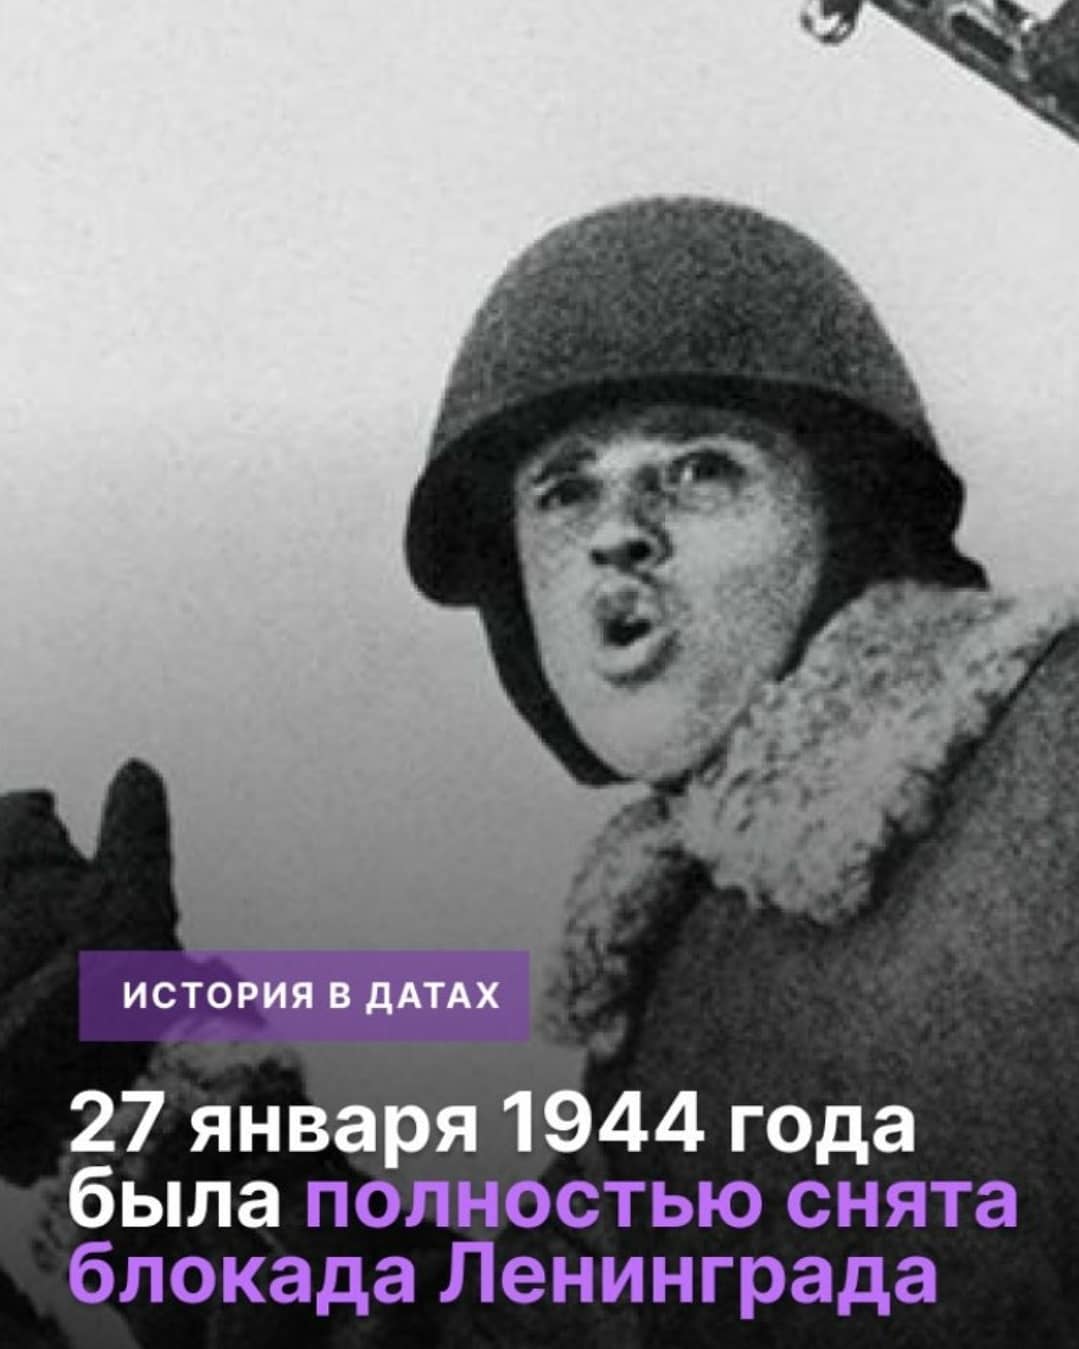 ИСТОРИЯ В ДАТАХ
27 января 1944 года
была полностью снята
блокада Ленинграда